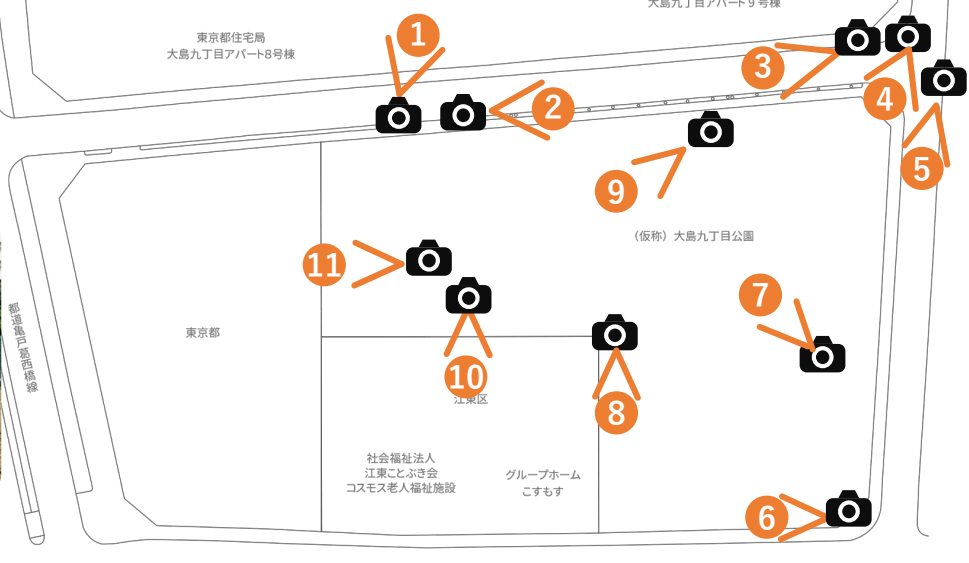 大島九丁目アパート9号棟
東京都住宅局
大島九丁目アパート8号棟
1
2
3
4
5
9
（仮称）大島九丁目公園
11
7
都道亀戸葛西橋線
東京都
10
江東区
8
社会福祉法人
江東ことぶき会
コスモス老人福祉施設
グループホーム
こすもす
6